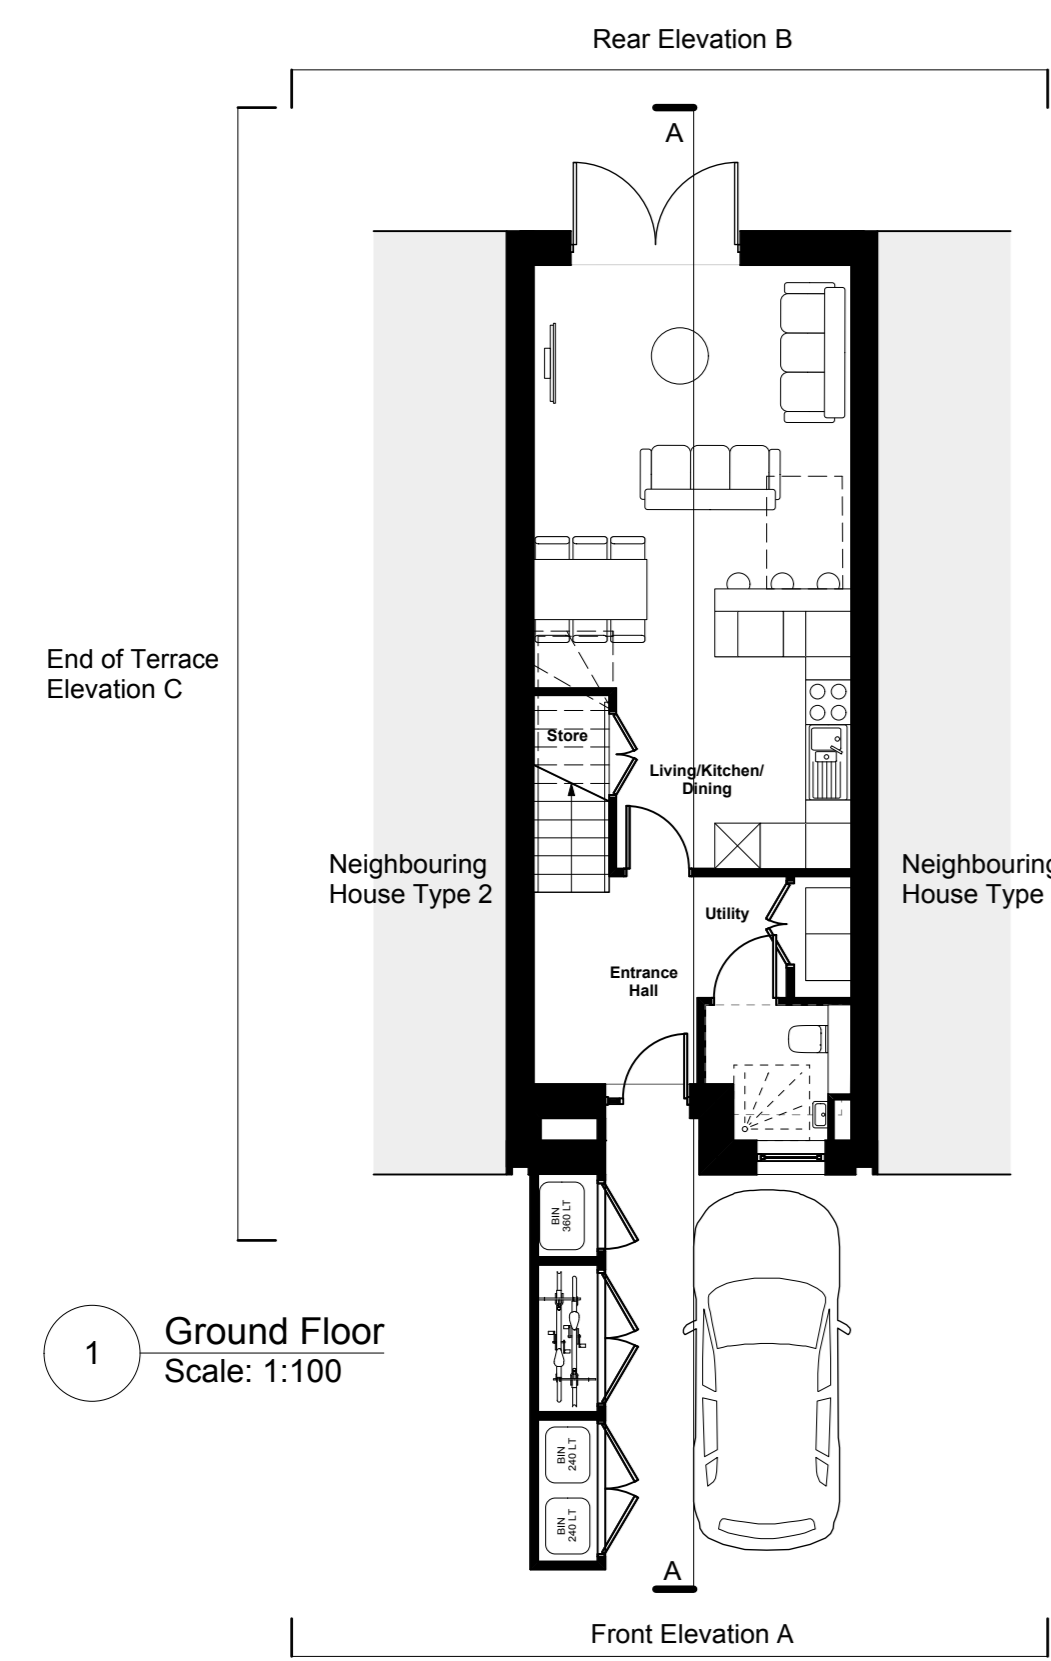 Rear Elevation B
A
End of Terrace
Elevation C
Store
Living/Kitchen/
Dining
Neighbouring
House Type 2
Neighbouring
House Type
Utility
Entrance
Hall
BIN
360 LT
1
Ground Floor
Scale: 1:100
BIN
240 LT
BIN
240 LT
A
Front Elevation A